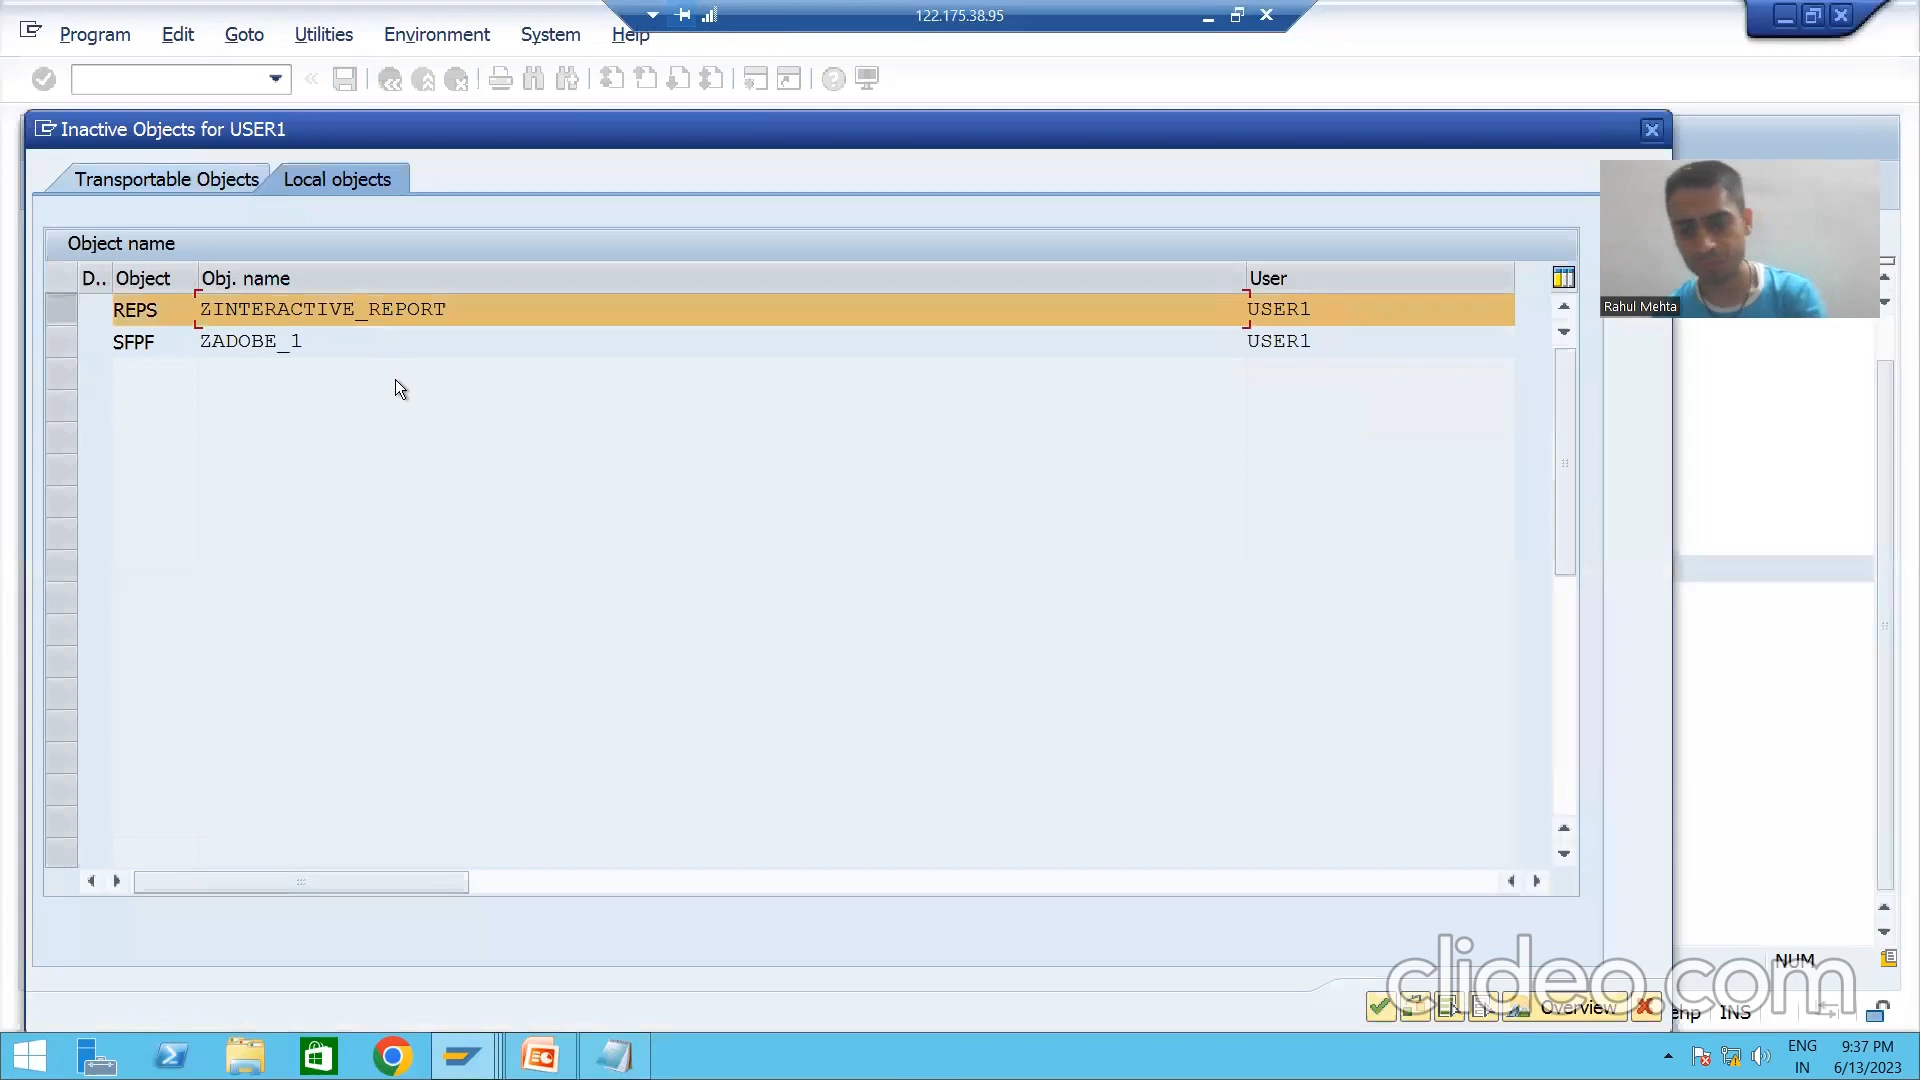 122.175.38.95
Program Edit Goto Utilities Environment System Help
Inactive Objects for USER1
Transportable Objects Local objects
Object name
D.. Object Obj. name User
REPS ZINTERACTIVE_REPORT USER1
SFPF ZADOBE_1 USER1
Rahul Mehta
NUM
clideo.com
Overview
ehp INS
ENG 9:37 PM
IN 6/13/2023